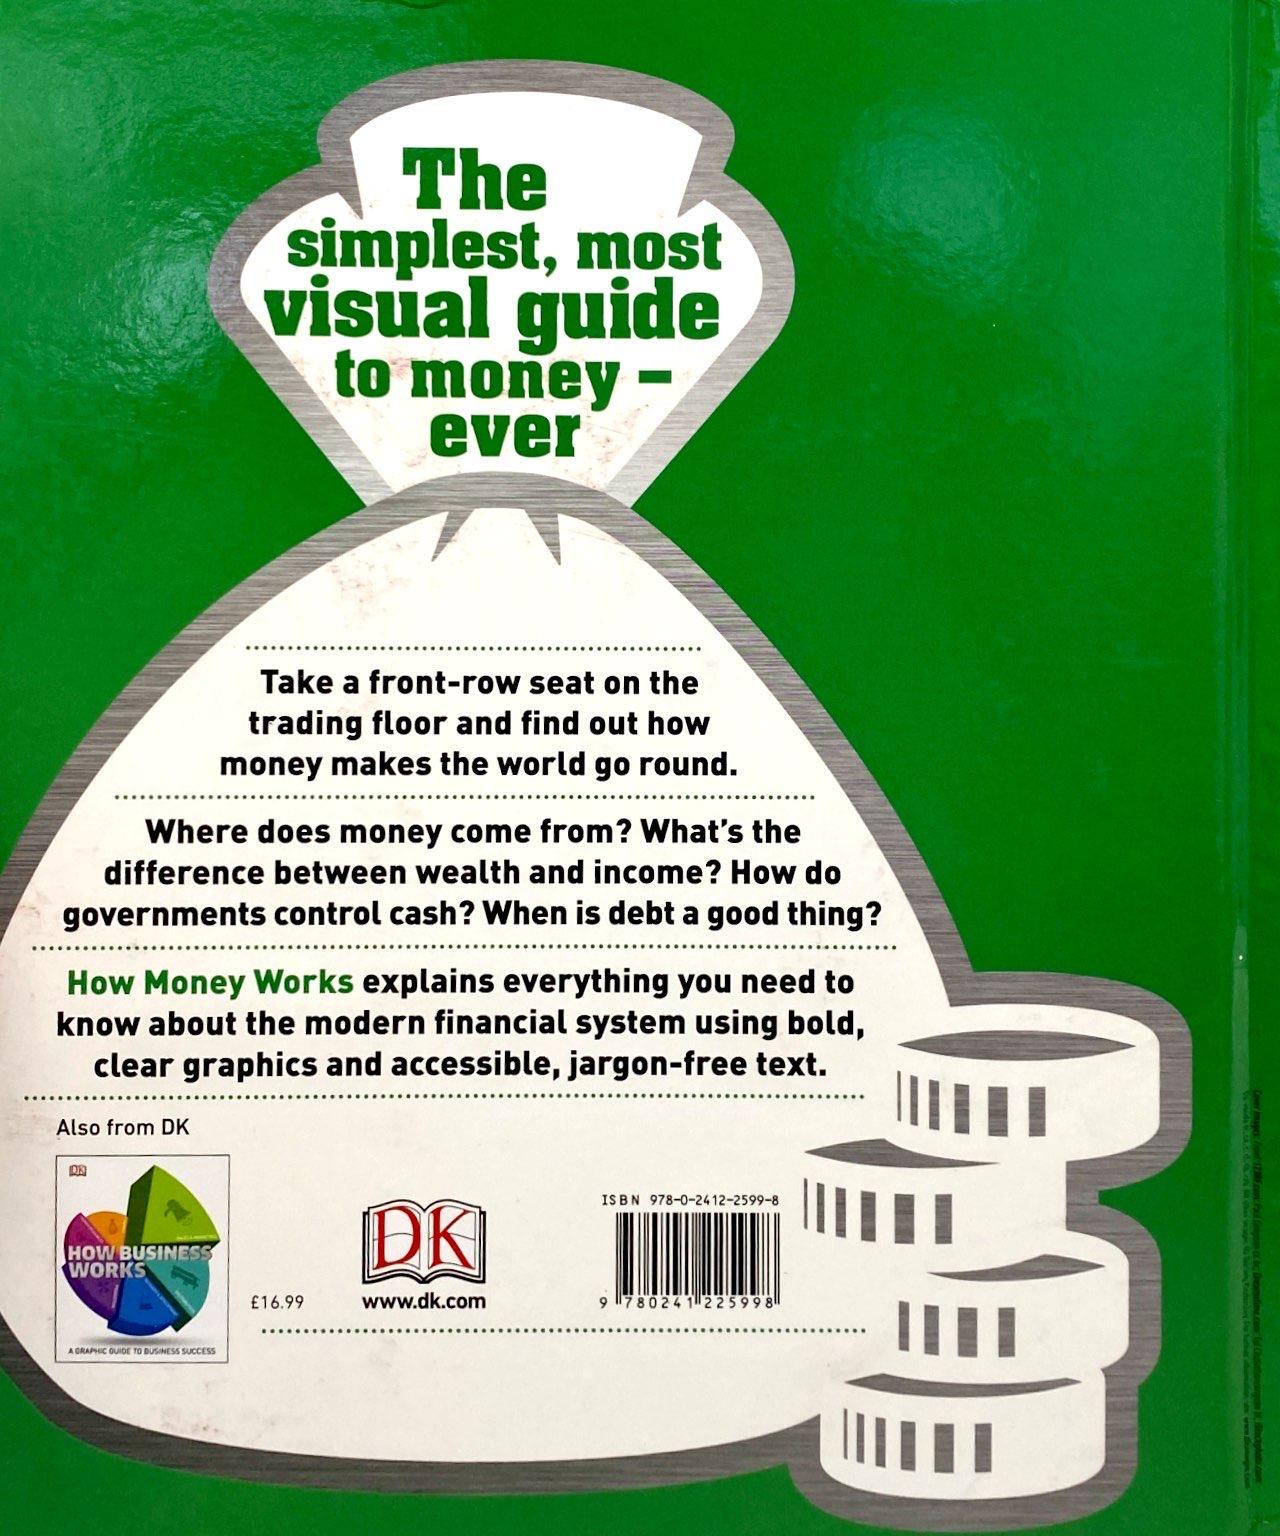 The
simplest, most
visual guide
to money –
ever
Take a front-row seat on the
trading floor and find out how
money makes the world go round.
Where does money come from? What's the
difference between wealth and income? How do
governments control cash? When is debt a good thing?
How Money Works explains everything you need to
know about the modern financial system using bold,
clear graphics and accessible, jargon-free text.
Also from DK
DK
HOW BUSINESS
WORKS
A GRAPHIC GUIDE TO BUSINESS SUCCESS
£16.99
DK
www.dk.com
ISBN 978-0-2412-2599-8
9 780241 225998